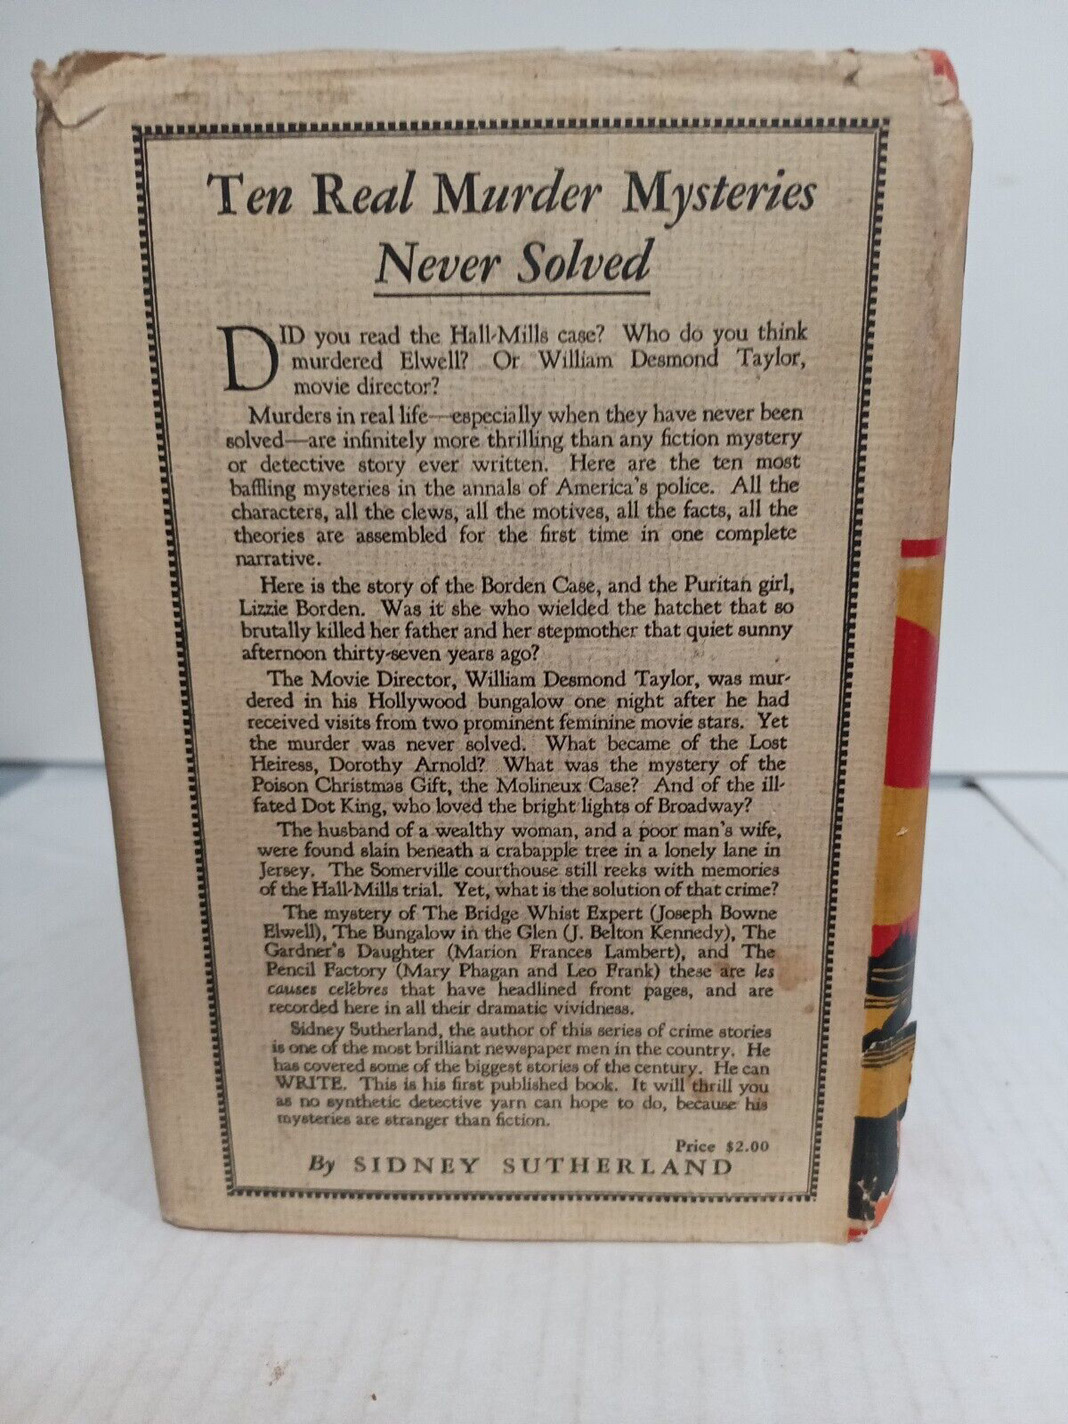 Ten Real Murder Mysteries
Never Solved
DID you read the Hall-Mills case? Who do you think
murdered Elwell? Or William Desmond Taylor,
movie director?
Murders in real life—especially when they have never been
solved—are infinitely more thrilling than any fiction mystery
or detective story ever written. Here are the ten most
baffling mysteries in the annals of America's police. All the
characters, all the clews, all the motives, all the facts, all the
theories are assembled for the first time in one complete
narrative.
Here is the story of the Borden Case, and the Puritan girl,
Lizzie Borden. Was it she who wielded the hatchet that so
brutally killed her father and her stepmother that quiet sunny
afternoon thirty-seven years ago?
The Movie Director, William Desmond Taylor, was mur-
dered in his Hollywood bungalow one night after he had
received visits from two prominent feminine movie stars. Yet
the murder was never solved. What became of the Lost
Heiress, Dorothy Arnold? What was the mystery of the
Poison Christmas Gift, the Molineux Case? And of the ill-
fated Dot King, who loved the bright lights of Broadway?
The husband of a wealthy woman, and a poor man's wife,
were found slain beneath a crabapple tree in a lonely lane in
Jersey. The Somerville courthouse still reeks with memories
of the Hall-Mills trial. Yet, what is the solution of that crime?
The mystery of The Bridge Whist Expert (Joseph Bowne
Elwell), The Bungalow in the Glen (J. Belton Kennedy), The
Gardner's Daughter (Marion Frances Lambert), and The
Pencil Factory (Mary Phagan and Leo Frank) these are les
causes celèbres that have headlined front pages, and are
recorded here in all their dramatic vividness.
Sidney Sutherland, the author of this series of crime stories
is one of the most brilliant newspaper men in the country. He
has covered some of the biggest stories of the century. He can
WRITE. This is his first published book. It will thrill you
as no synthetic detective yarn can hope to do, because his
mysteries are stranger than fiction.
Price $2.00
By SIDNEY SUTHERLAND